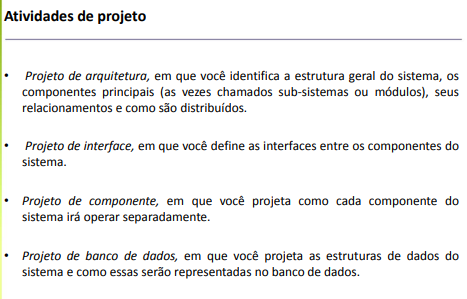 Atividades de projeto
• Projeto de arquitetura, em que você identifica a estrutura geral do sistema, os
componentes principais (as vezes chamados sub-sistemas ou módulos), seus
relacionamentos e como são distribuídos.
• Projeto de interface, em que você define as interfaces entre os componentes do
sistema.
• Projeto de componente, em que você projeta como cada componente do
sistema irá operar separadamente.
• Projeto de banco de dados, em que você projeta as estruturas de dados do
sistema e como essas serão representadas no banco de dados.